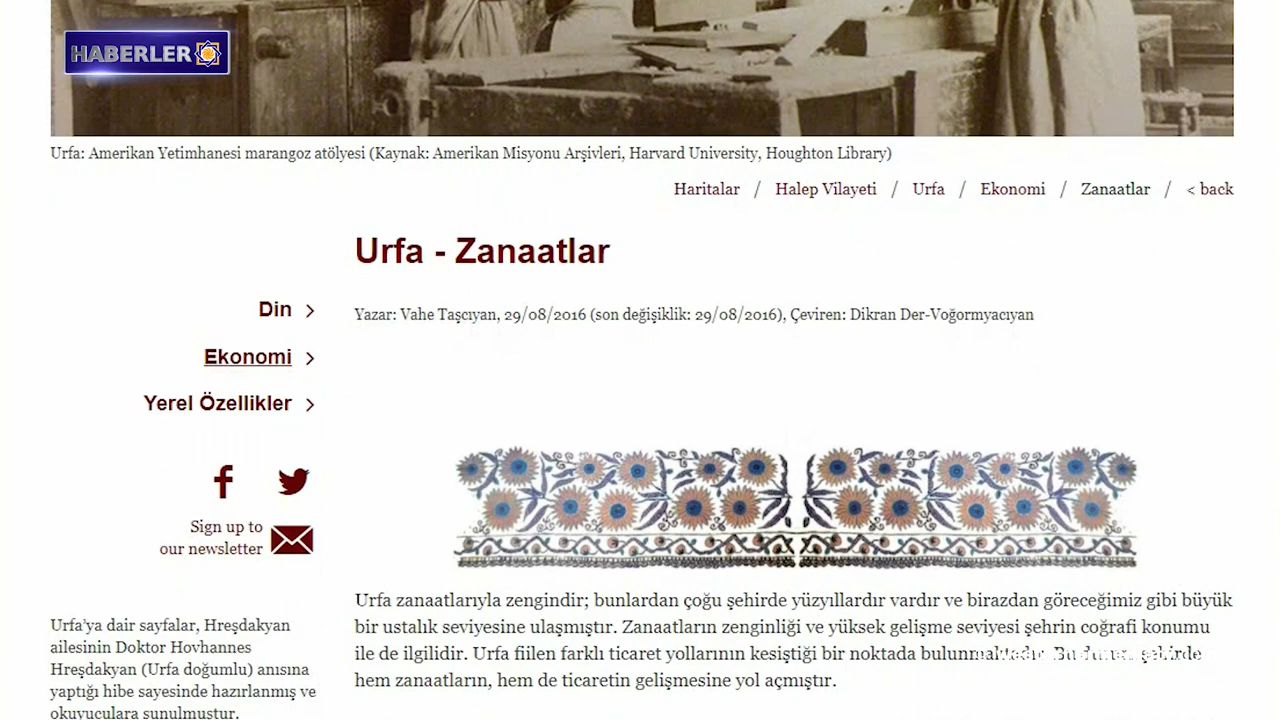 HABERLER
Urfa: Amerikan Yetimhanesi marangoz atölyesi (Kaynak: Amerikan Misyonu Arşivleri, Harvard University, Houghton Library)
Haritalar / Halep Vilayeti / Urfa / Ekonomi / Zanaatlar / < back
Urfa - Zanaatlar
Yazar: Vahe Taşcıyan, 29/08/2016 (son değişiklik: 29/08/2016), Çeviren: Dikran Der-Voğormyacıyan
Din >
Ekonomi >
Yerel Özellikler >
Sign up to
our newsletter
Urfa'ya dair sayfalar, Hreşdakyan
ailesinin Doktor Hovhannes
Hreşdakyan (Urfa doğumlu) anısına
yaptığı hibe sayesinde hazırlanmış ve
okuyuculara sunulmuştur.
Urfa zanaatlarıyla zengindir; bunlardan çoğu şehirde yüzyıllardır vardır ve birazdan göreceğimiz gibi büyük
bir ustalık seviyesine ulaşmıştır. Zanaatların zenginliği ve yüksek gelişme seviyesi şehrin coğrafi konumu
ile de ilgilidir. Urfa fiilen farklı ticaret yollarının kesiştiği bir noktada bulunmaktadır. Bu durum şehirde
hem zanaatların, hem de ticaretin gelişmesine yol açmıştır.